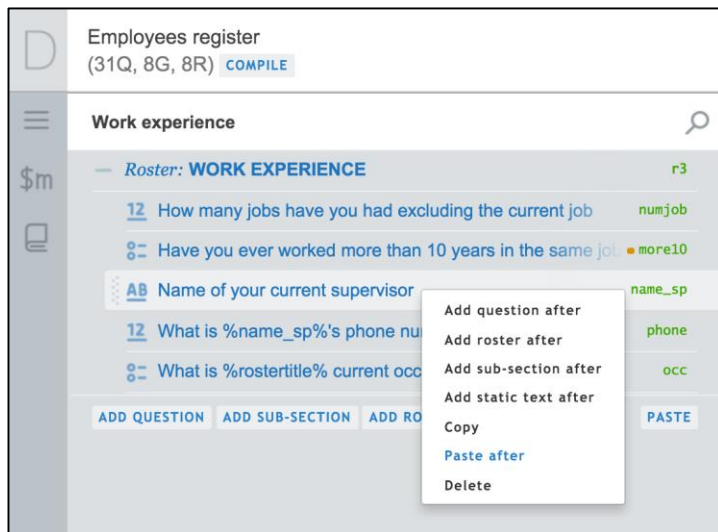 D
Employees register
(31Q, 8G, 8R) COMPILE
Work experience
$m
Roster: WORK EXPERIENCE r3
12 How many jobs have you had excluding the current job numjob
Have you ever worked more than 10 years in the same more10
AB Name of your current supervisor name_sp
12 What is %name_sp%'s phone phone
What is %rostertitle% current occ
Add question after
Add roster after
Add sub-section after
Add static text after
Copy
Paste after
Delete
ADD QUESTION ADD SUB-SECTION ADD PASTE